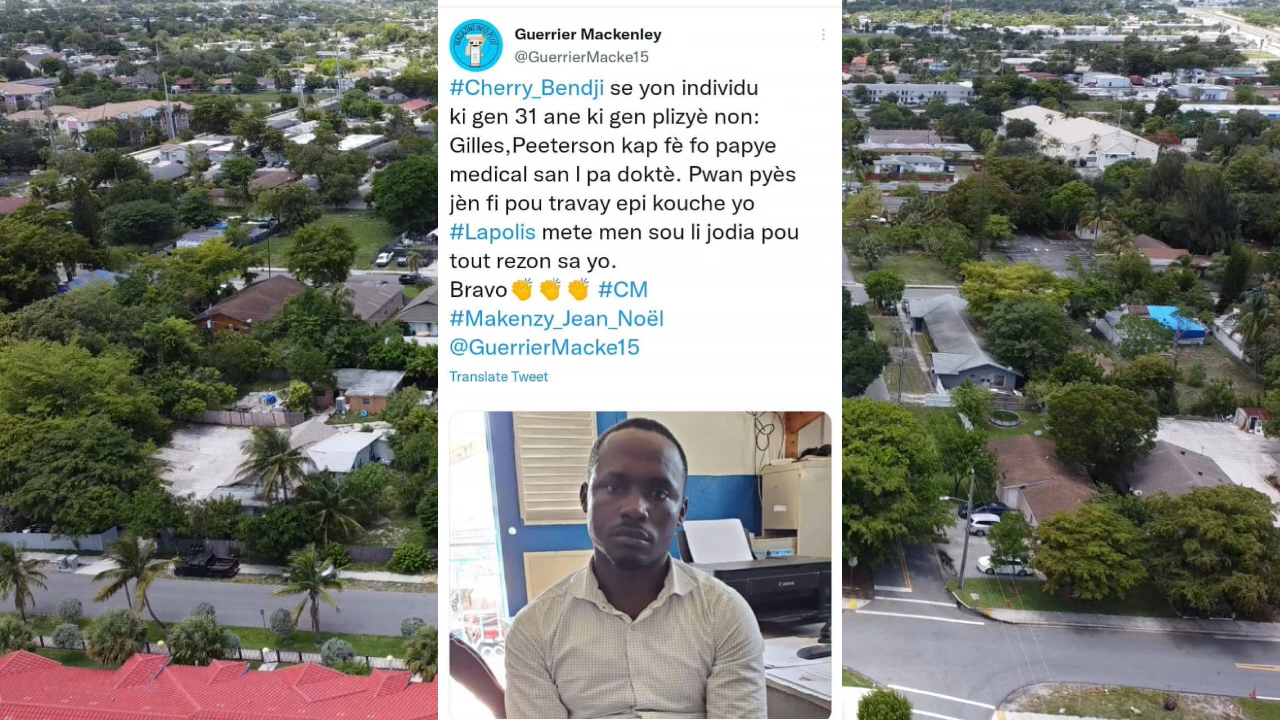 Guerrier Mackenley
@GuerrierMacke15
#Cherry_Bendji se yon individu
ki gen 31 ane ki gen plizyè non:
Gilles,Peeterson kap fè fo papye
medical san l pa doktè. Pwan pyès
jèn fi pou travay epi kouche yo
#Lapolis mete men sou li jodia pou
tout rezon sa yo.
Bravo👏👏👏 #CM
#Makenzy_Jean_Noël
@GuerrierMacke15
Translate Tweet
Canon